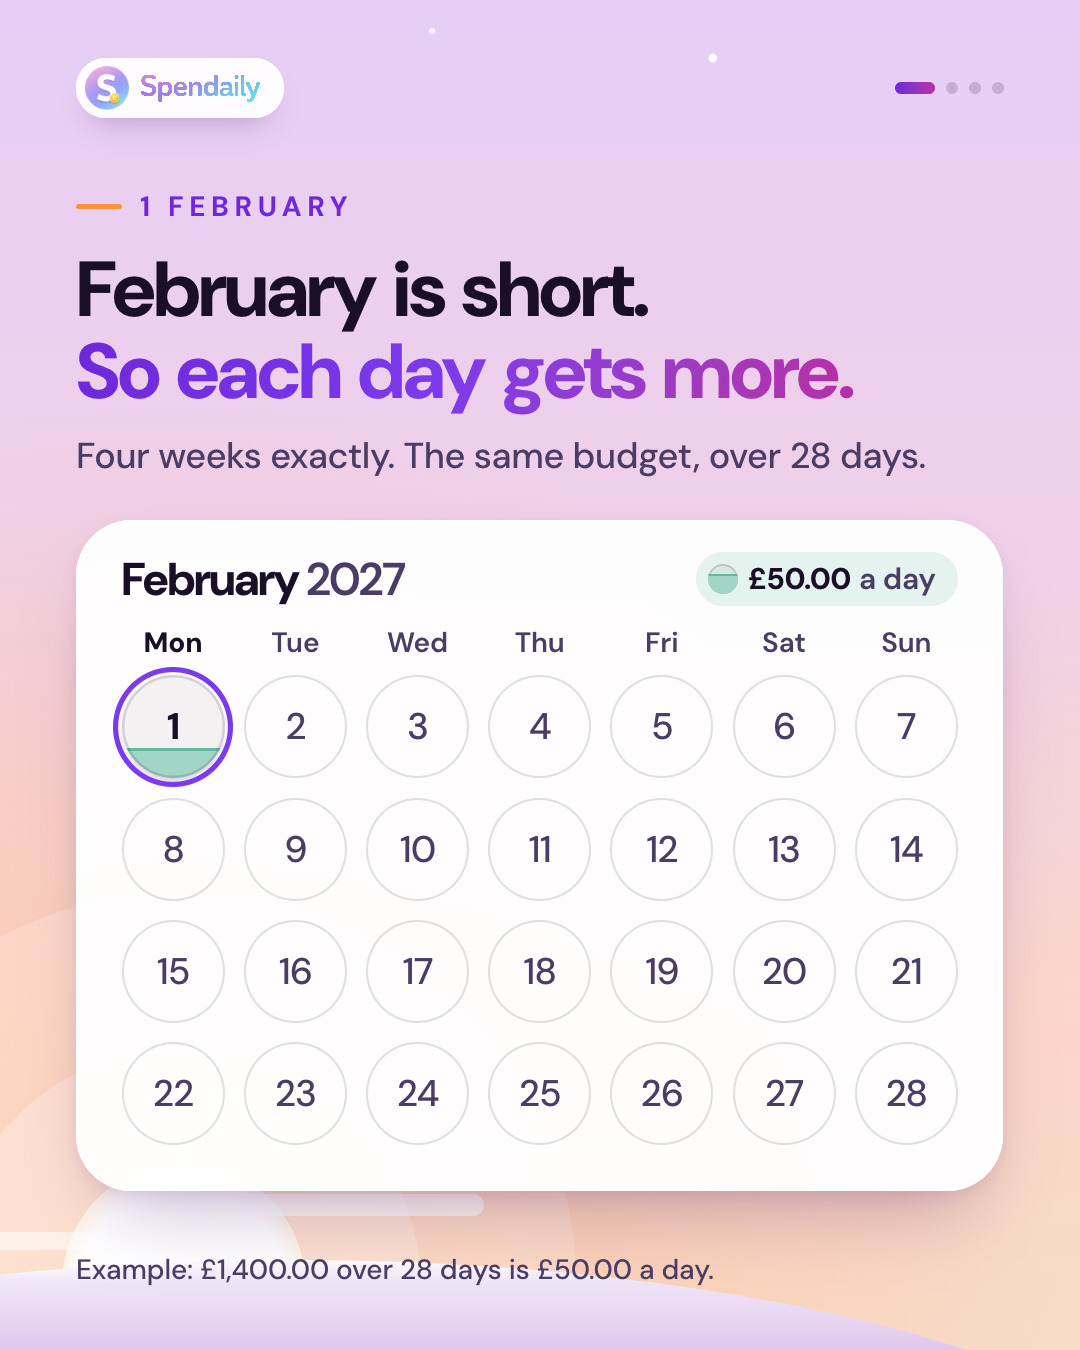 Spendaily
1 FEBRUARY
February is short.
So each day gets more.
Four weeks exactly. The same budget, over 28 days.
February 2027
£50.00 a day
Mon Tue Wed Thu Fri Sat Sun
1 2 3 4 5 6 7
8 9 10 11 12 13 14
15 16 17 18 19 20 21
22 23 24 25 26 27 28
Example: £1,400.00 over 28 days is £50.00 a day.